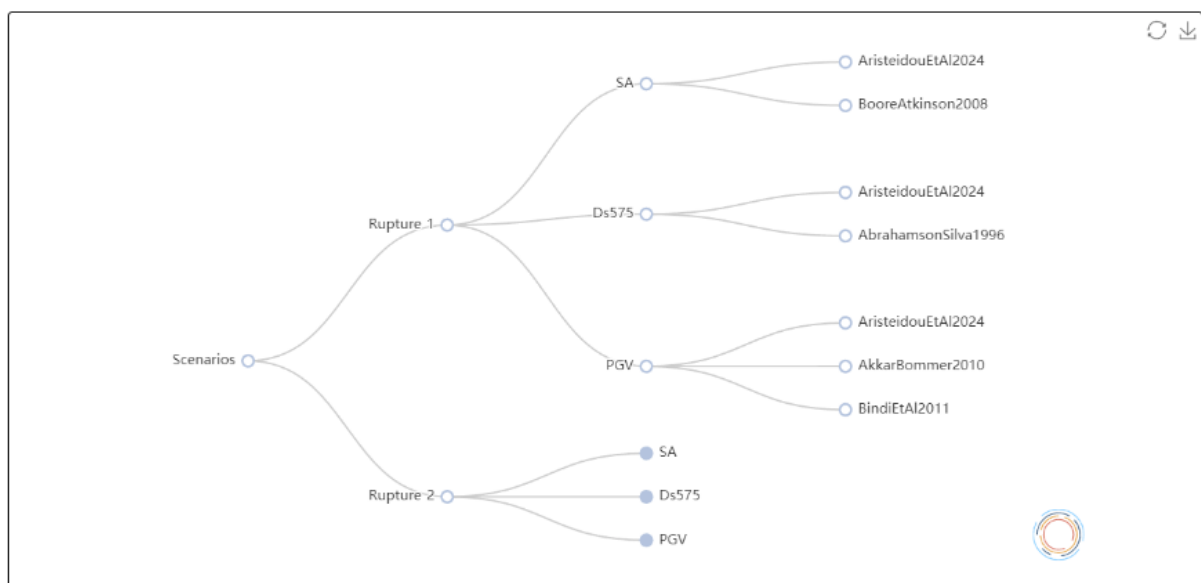 Scenarios
Rupture 1
SA
AristeidouEtAl2024
BooreAtkinson2008
Ds575
AristeidouEtAl2024
AbrahamsonSilva1996
PGV
AristeidouEtAl2024
AkkarBommer2010
BindiEtAl2011
Rupture 2
SA
Ds575
PGV